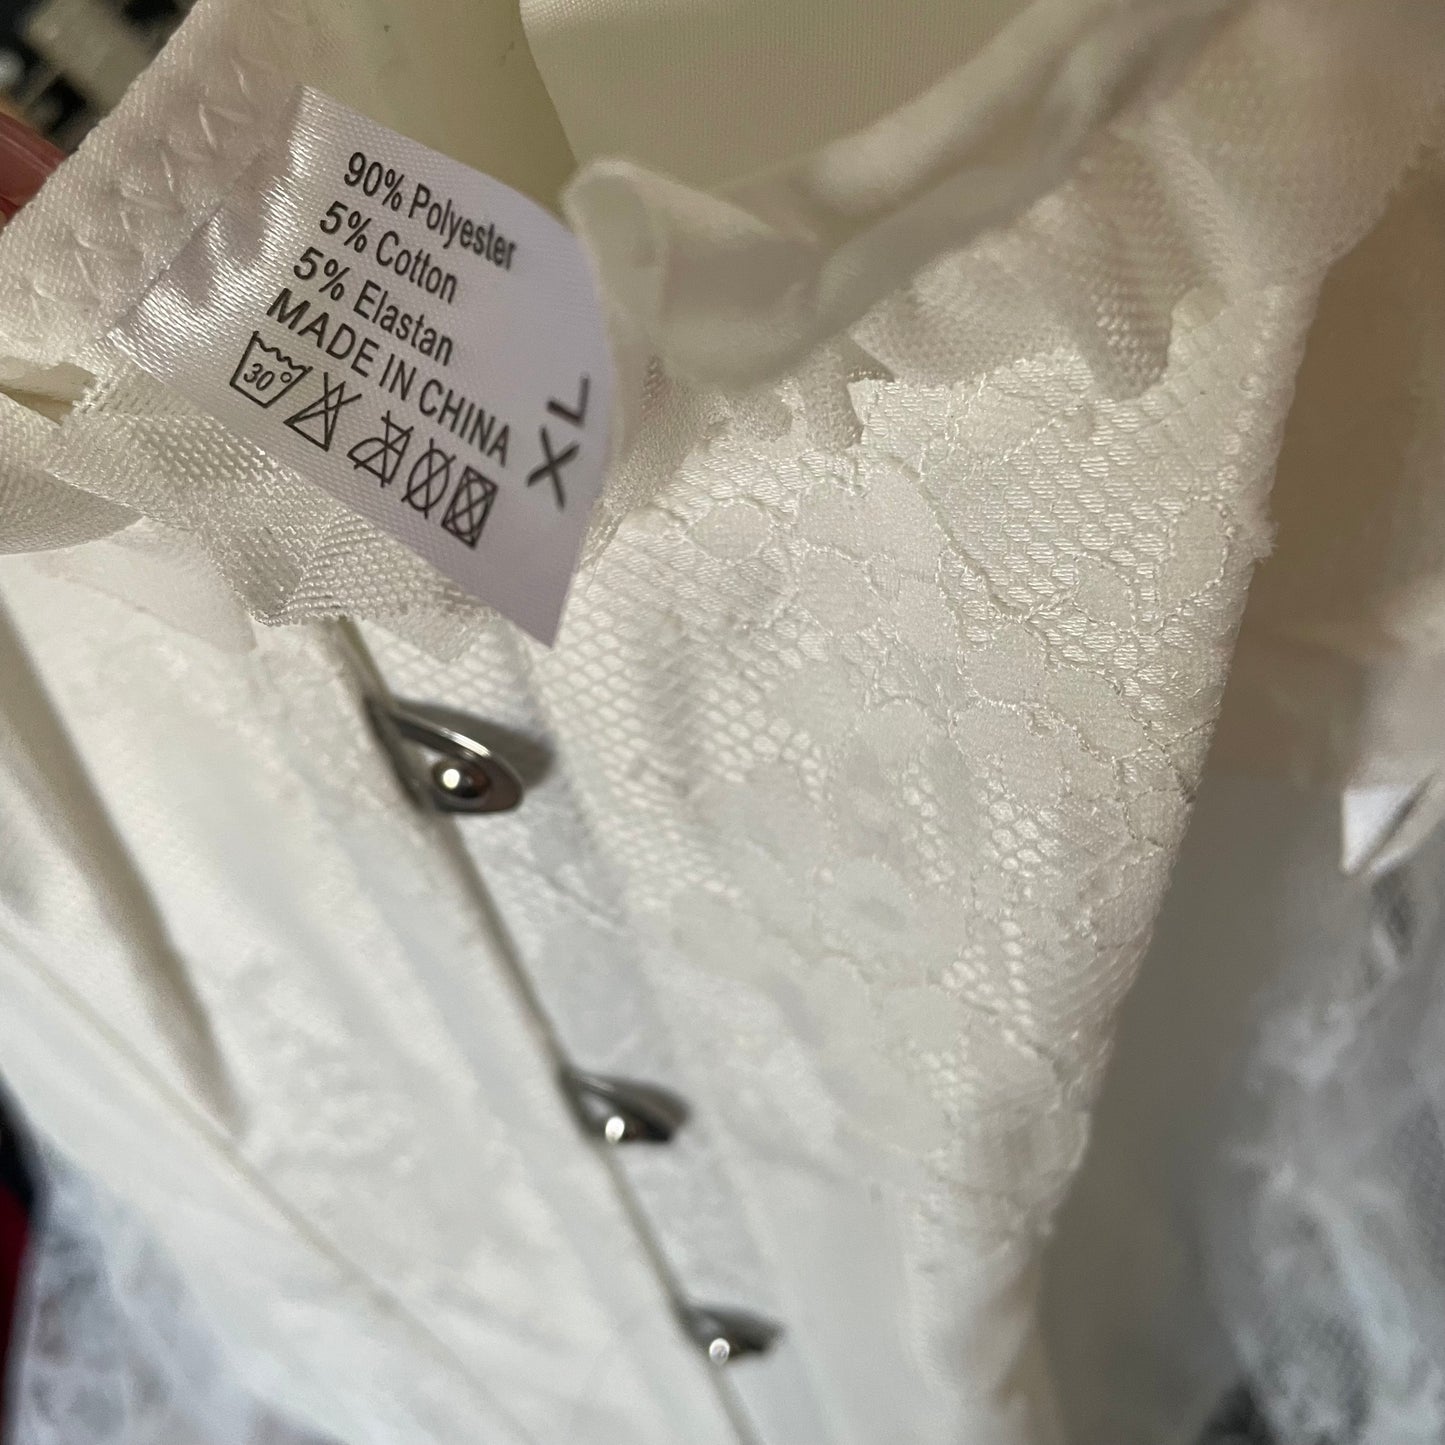 90% Polyester
5% Cotton
5% Elastan
MADE IN CHINA
30°
XL